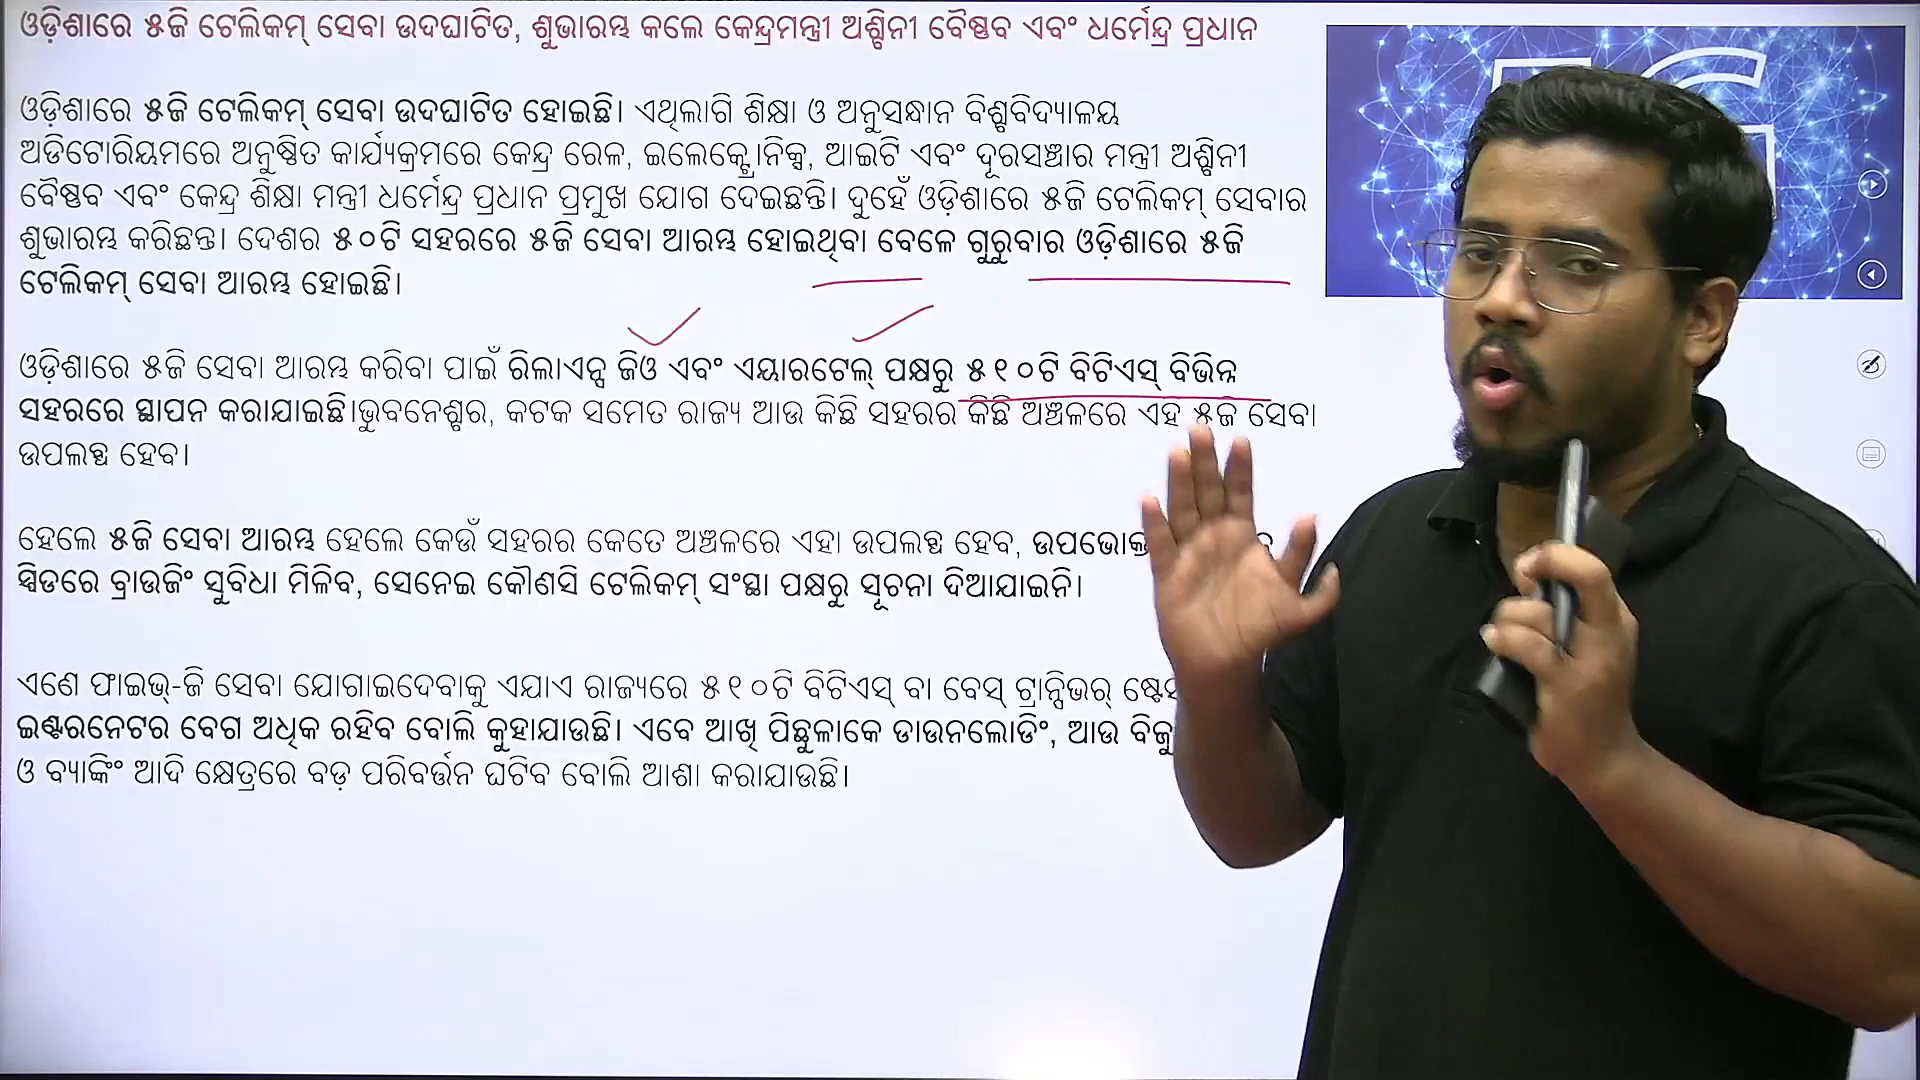 ଓଡ଼ିଶାରେ ୫ଜି ଟେଲିକମ୍ ସେବା ଉଦଘାଟିତ, ଶୁଭାରମ୍ଭ କଲେ କେନ୍ଦ୍ରମନ୍ତ୍ରୀ ଅଶ୍ଵିନୀ ବୈଷ୍ଣବ ଏବଂ ଧର୍ମେନ୍ଦ୍ର ପ୍ରଧାନ
ଓଡ଼ିଶାରେ ୫ଜି ଟେଲିକମ୍ ସେବା ଉଦଘାଟିତ ହୋଇଛି। ଏଥିଲାଗି ଶିକ୍ଷା ଓ ଅନୁସନ୍ଧାନ ବିଶ୍ଵବିଦ୍ୟାଳୟ
ଅଡିଟୋରିୟମରେ ଅନୁଷ୍ଠିତ କାର୍ଯ୍ୟକ୍ରମରେ କେନ୍ଦ୍ର ରେଳ, ଇଲେକ୍ଟ୍ରୋନିକ୍ସ, ଆଇଟି ଏବଂ ଦୂରସଞ୍ଚାର ମନ୍ତ୍ରୀ ଅଶ୍ଵିନୀ
ବୈଷ୍ଣବ ଏବଂ କେନ୍ଦ୍ର ଶିକ୍ଷା ମନ୍ତ୍ରୀ ଧର୍ମେନ୍ଦ୍ର ପ୍ରଧାନ ପ୍ରମୁଖ ଯୋଗ ଦେଇଛନ୍ତି। ଦୁହେଁ ଓଡ଼ିଶାରେ ୫ଜି ଟେଲିକମ୍ ସେବାର
ଶୁଭାରମ୍ଭ କରିଛନ୍ତ। ଦେଶର ୫୦ଟି ସହରରେ ୫ଜି ସେବା ଆରମ୍ଭ ହୋଇଥିବା ବେଳେ ଗୁରୁବାର ଓଡ଼ିଶାରେ ୫ଜି
ଟେଲିକମ୍ ସେବା ଆରମ୍ଭ ହୋଇଛି।
ଓଡ଼ିଶାରେ ୫ଜି ସେବା ଆରମ୍ଭ କରିବା ପାଇଁ ରିଲାଏନ୍ସ ଜିଓ ଏବଂ ଏୟାରଟେଲ୍ ପକ୍ଷରୁ ୫୧୦ଟି ବିଟିଏସ୍ ବିଭିନ୍ନ
ସହରରେ ସ୍ଥାପନ କରାଯାଇଛି।ଭୁବନେଶ୍ଵର, କଟକ ସମେତ ରାଜ୍ୟ ଆଉ କିଛି ସହରର କିଛି ଅଞ୍ଚଳରେ ଏହ ୫ଜି ସେବା
ଉପଲବ୍ଧ ହେବ।
ହେଲେ ୫ଜି ସେବା ଆରମ୍ଭ ହେଲେ କେଉଁ ସହରର କେତେ ଅଞ୍ଚଳରେ ଏହା ଉପଲବ୍ଧ ହେବ,
ସ୍ପିଡରେ ବ୍ରାଉଜିଂ ସୁବିଧା ମିଳିବ, ସେନେଇ କୌଣସି ଟେଲିକମ୍ ସଂସ୍ଥା ପକ୍ଷରୁ ସୂଚନା ଦିଆଯାଇନି।
ଏଣେ ଫାଇଭ୍-ଜି ସେବା ଯୋଗାଇଦେବାକୁ ଏଯାଏ ରାଜ୍ୟରେ ୫୧୦ଟି ବିଟିଏସ୍ ବା ବେସ୍ ଟ୍ରାନ୍ସିଭର୍
ଇଣ୍ଟରନେଟର ବେଗ ଅଧିକ ରହିବ ବୋଲି କୁହାଯାଉଛି। ଏବେ ଆଖି ପିଛୁଳାକେ ଡାଉନଲୋଡିଂ, ଆଉ
ଓ ବ୍ୟାଙ୍କିଂ ଆଦି କ୍ଷେତ୍ରରେ ବଡ଼ ପରିବର୍ତ୍ତନ ଘଟିବ ବୋଲି ଆଶା କରାଯାଉଛି।